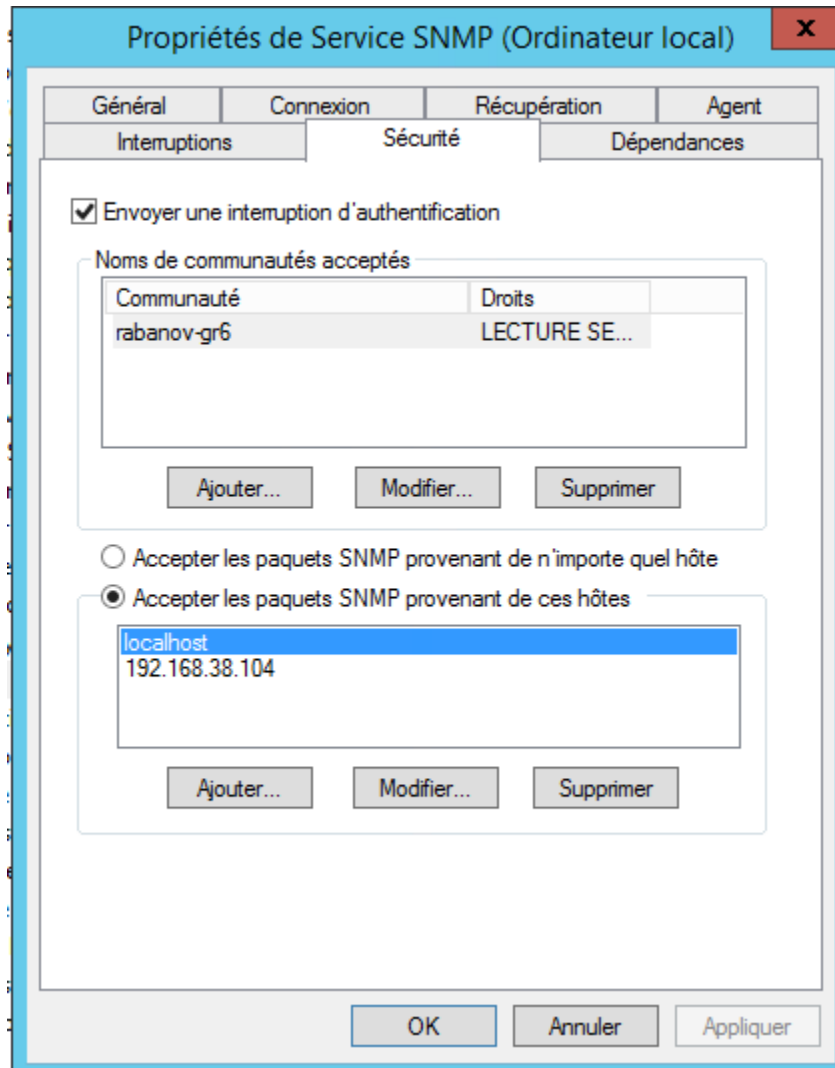 Propriétés de Service SNMP (Ordinateur local)
x
Général Connexion Récupération Agent
Interruptions Sécurité Dépendances
Envoyer une interruption d'authentification
Noms de communautés acceptés
Communauté Droits
rabanov-gr6 LECTURE SE...
Ajouter... Modifier... Supprimer
Accepter les paquets SNMP provenant de n'importe quel hôte
Accepter les paquets SNMP provenant de ces hôtes
localhost
192.168.38.104
Ajouter... Modifier... Supprimer
OK Annuler Appliquer